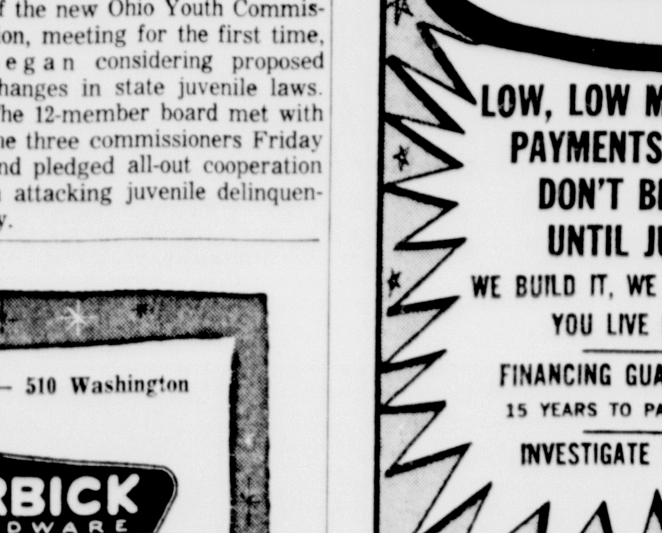 f the new Ohio Youth Commis-
on, meeting for the first time,
egan considering proposed
hanges in state juvenile laws.
he 12-member board met with
e three commissioners Friday
nd pledged all-out cooperation
attacking juvenile delinquen-
y.
— 510 Washington
RBICK
DWARE
LOW, LOW M
PAYMENTS
DON'T B
UNTIL JU
WE BUILD IT, WE
YOU LIVE
FINANCING GUA
15 YEARS TO PA
INVESTIGATE